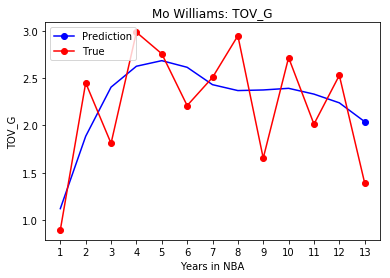 Mo Williams: TOV_G
Prediction
True
3.0
2.5
2.0
1.5
1.0
TOV_G
1 2 3 4 5 6 7 8 9 10 11 12 13
Years in NBA